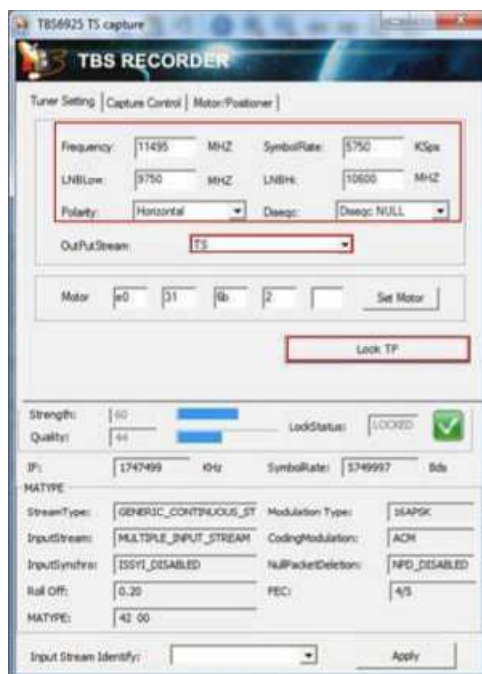 TBS6925 TS capture
TBS RECORDER
Tuner Setting Capture Control Motor/Positioner
Frequency: 11495 MHZ SymbolRate: 5750 KSps
LNBLow: 9750 MHZ LNBHi: 10600 MHZ
Polarity: Horizontal Diseqc: Diseqc NULL
OutPutStream TS
Motor e0 31 6b 2 Set Motor
Lock TP
Strength: 60
Quality: 44 LockStatus: LOCKED
IF: 1747499 KHz SymbolRate: 5749997 Bds
MATYPE
StreamType: GENERIC_CONTINUOUS_ST Modulation Type: 16APSK
InputStream: MULTIPLE_INPUT_STREAM CodingModulation: ACM
InputSynchro: ISSYI_DISABLED NullPacketDeletion: NPD_DISABLED
Roll Off: 0.20 FEC: 4/5
MATYPE: 42 00
Input Stream Identify: Apply